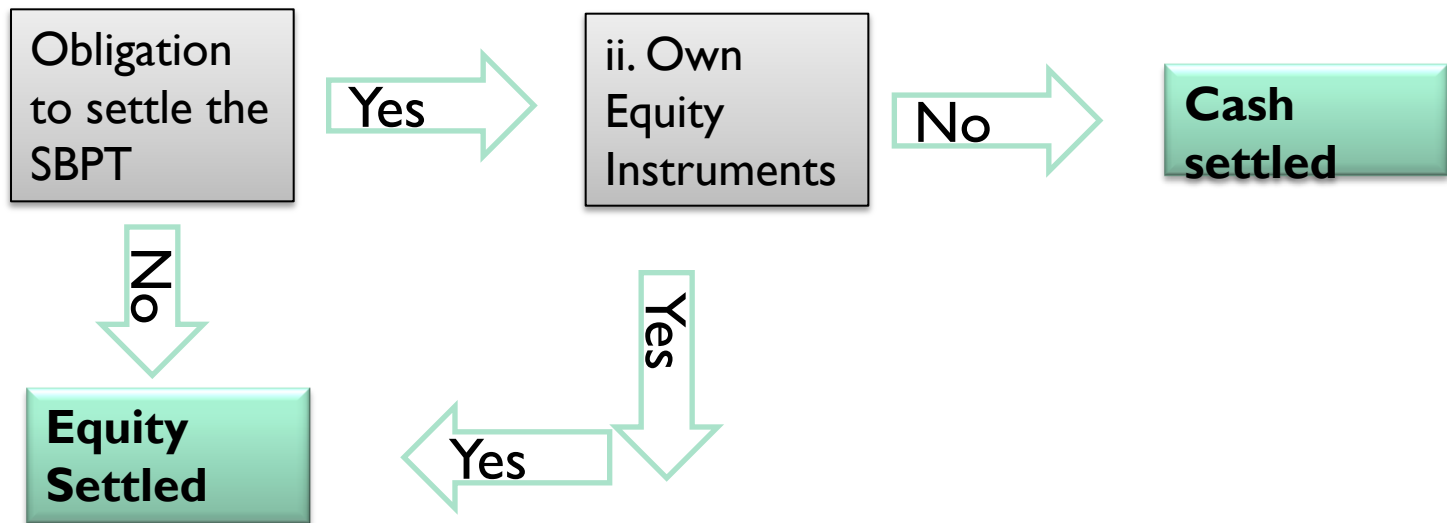 Obligation
to settle the
SBPT
Yes
ii. Own
Equity
Instruments
No
Cash
settled
No
Yes
Equity
Settled
Yes